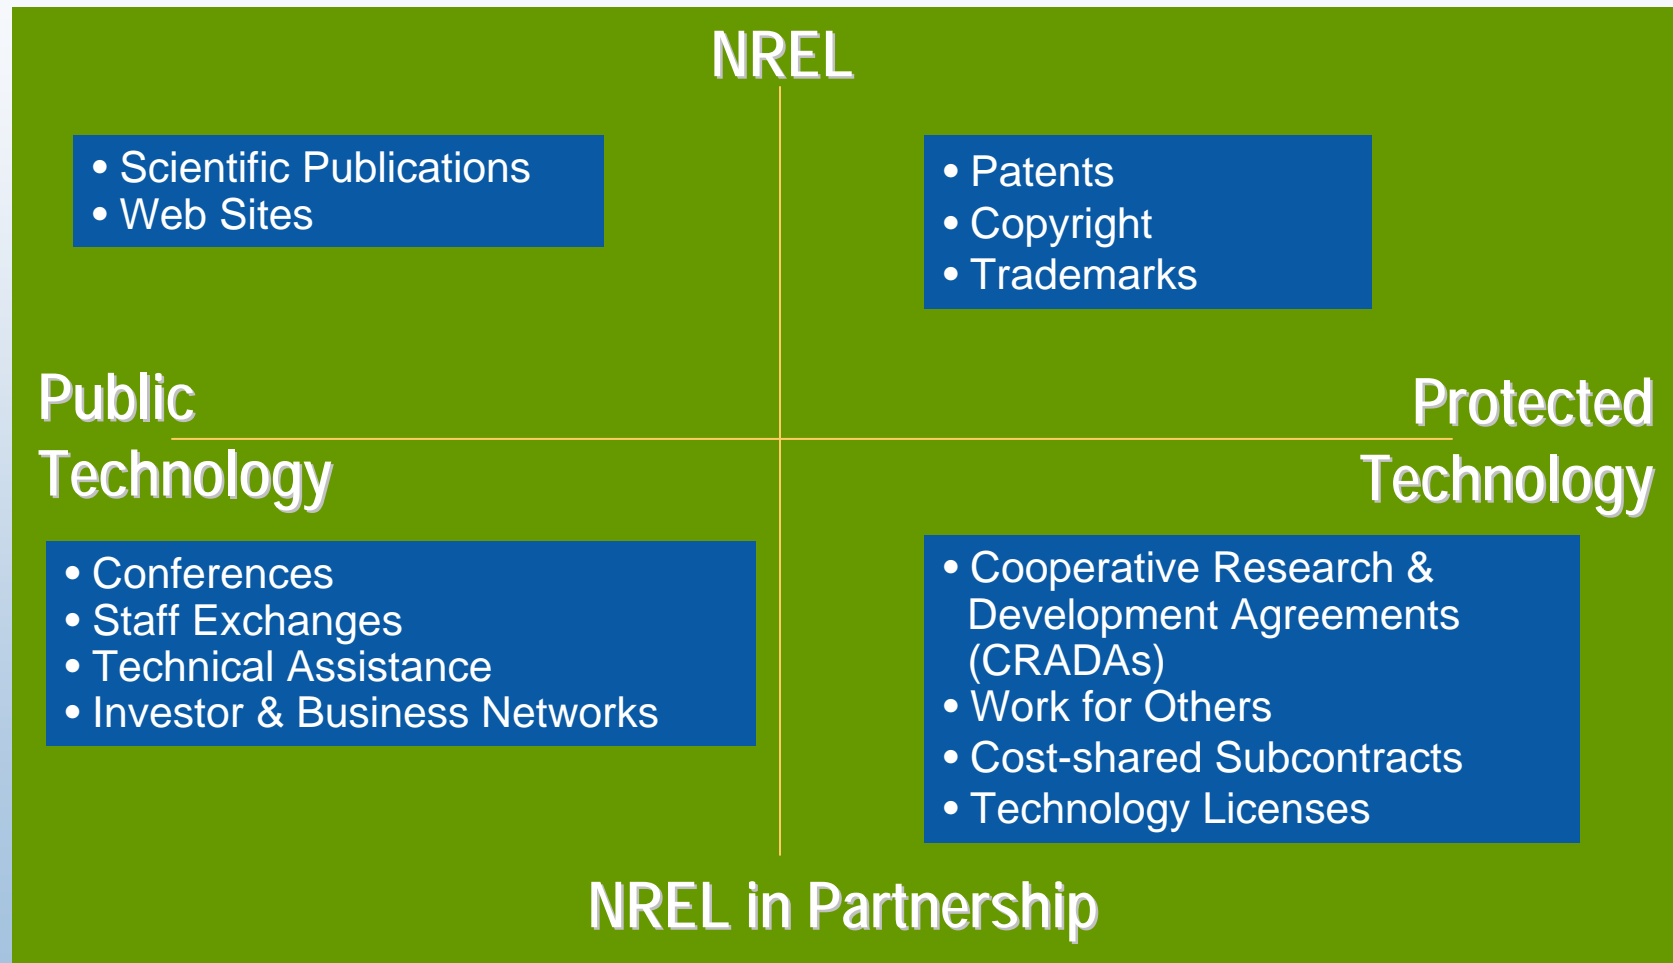 NREL
• Scientific Publications
• Web Sites
• Patents
• Copyright
• Trademarks
Public
Technology
Protected
Technology
• Conferences
• Staff Exchanges
• Technical Assistance
• Investor & Business Networks
• Cooperative Research &
Development Agreements
(CRADAs)
• Work for Others
• Cost-shared Subcontracts
• Technology Licenses
NREL in Partnership